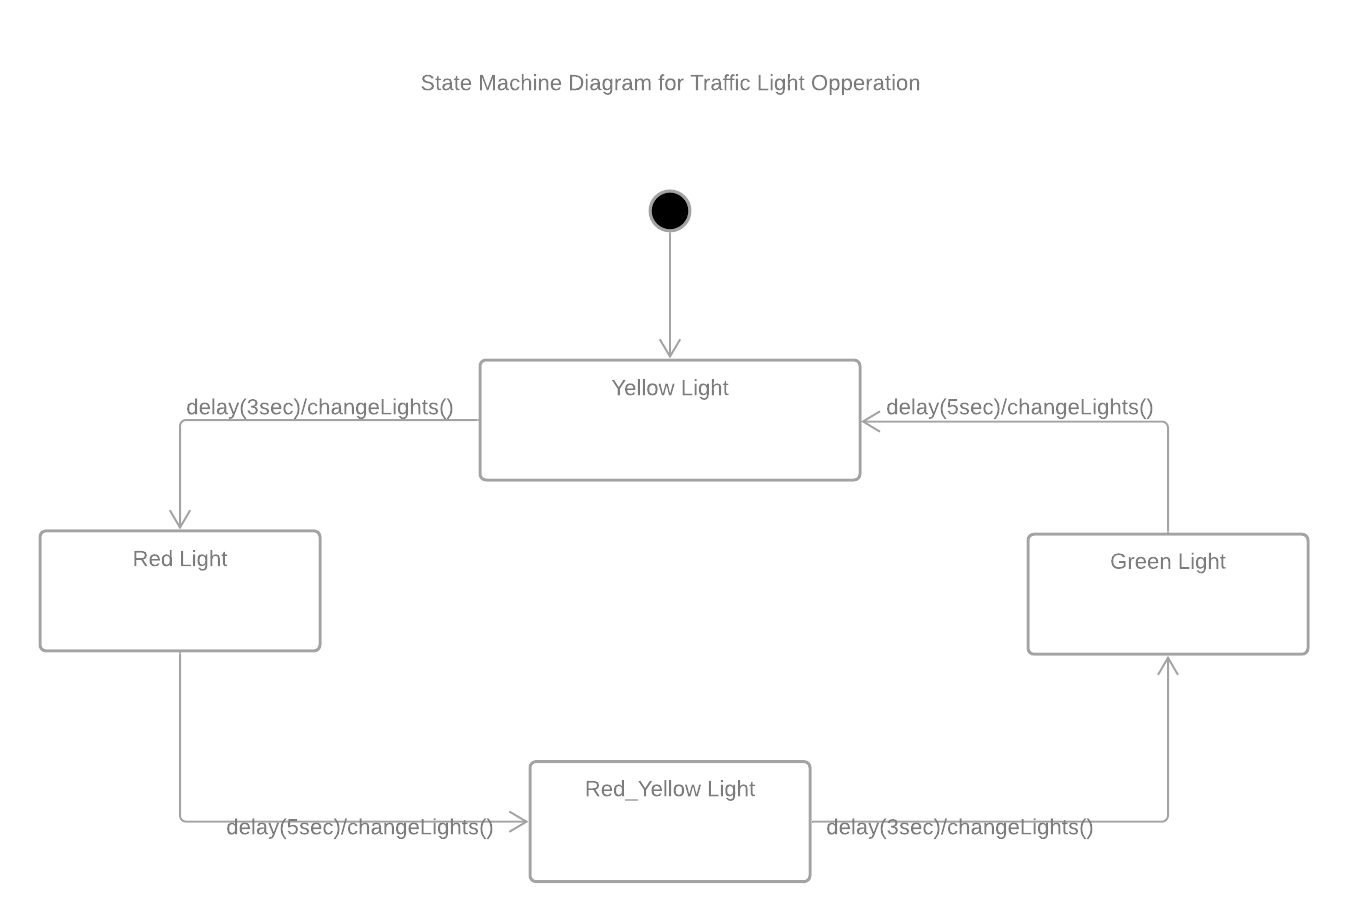 State Machine Diagram for Traffic Light Opperation
Yellow Light
delay(3sec)/changeLights()
delay(5sec)/changeLights()
Red Light
Green Light
Red_Yellow Light
delay(5sec)/changeLights()
delay(3sec)/changeLights()